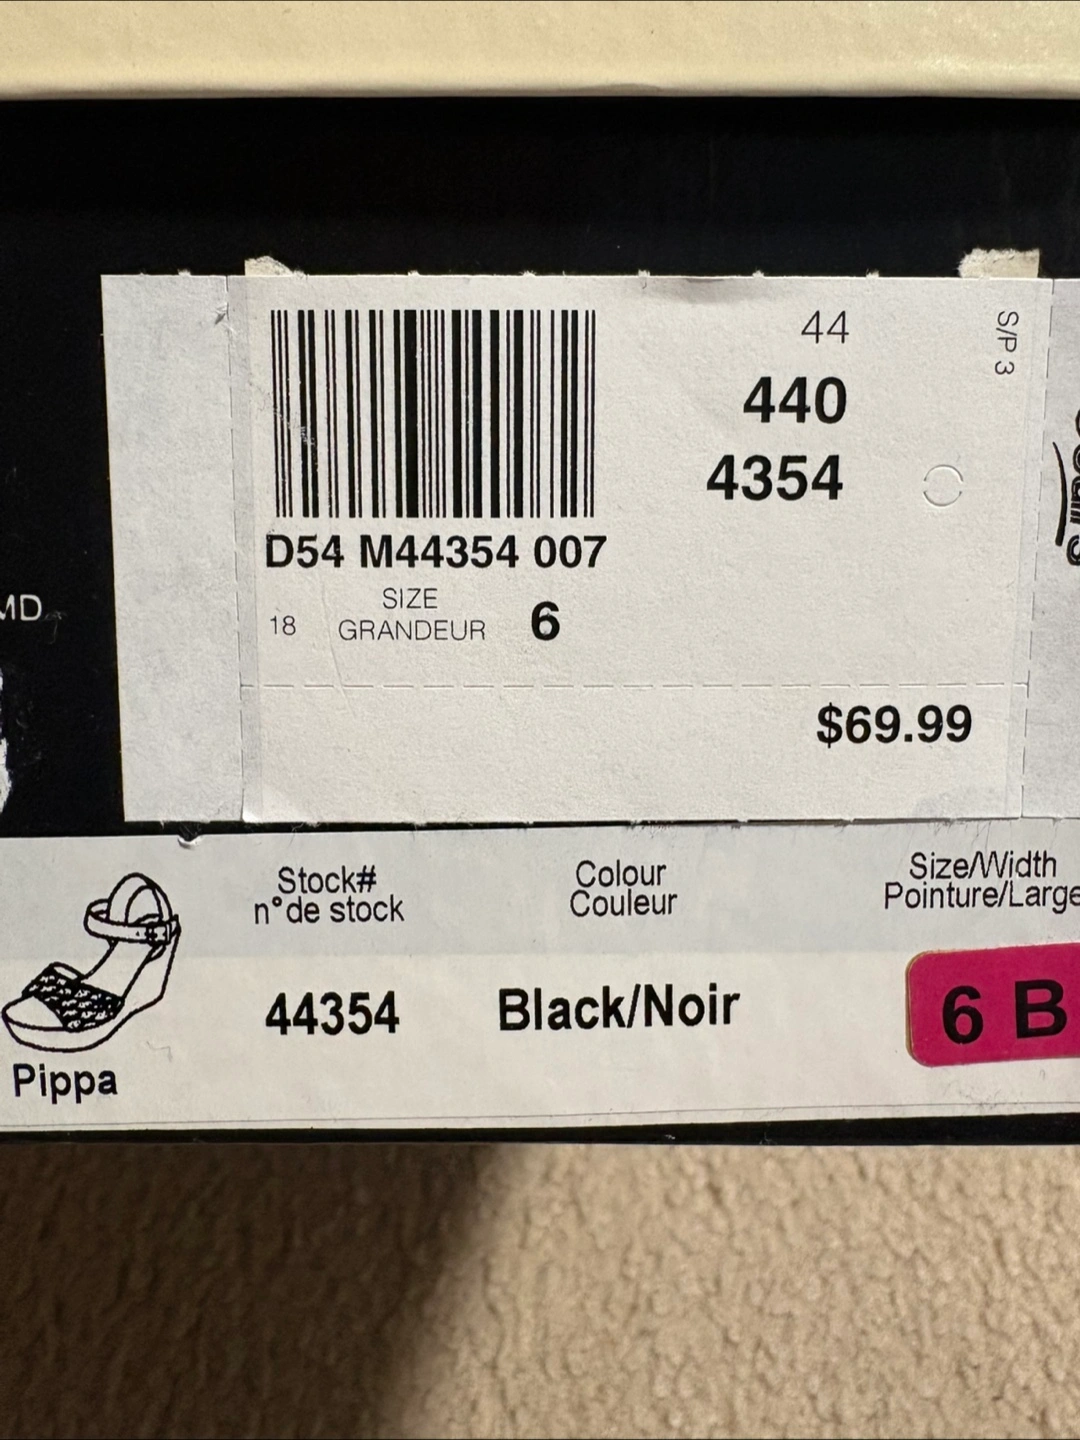 44
S/P 3
440
4354
D54 M44354 007
SIZE
18 GRANDEUR 6
$69.99
MD
Stock#
n° de stock
Colour
Couleur
Size/Width
Pointure/Large
44354
Black/Noir
6 B
Pippa